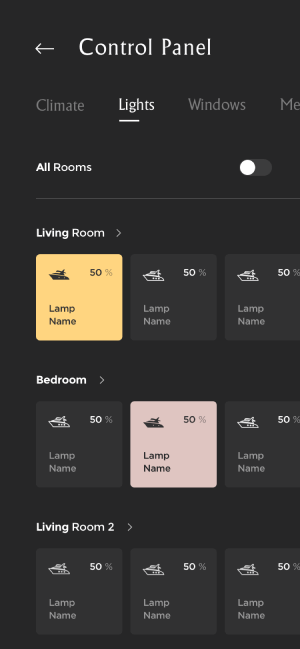 Control Panel
Climate Lights Windows Me
All Rooms
Living Room
50 % 50 % 50 %
Lamp Lamp Lamp
Name Name Name
Bedroom
50 % 50 % 50 %
Lamp Lamp Lamp
Name Name Name
Living Room 2
50 % 50 % 50 %
Lamp Lamp Lamp
Name Name Name